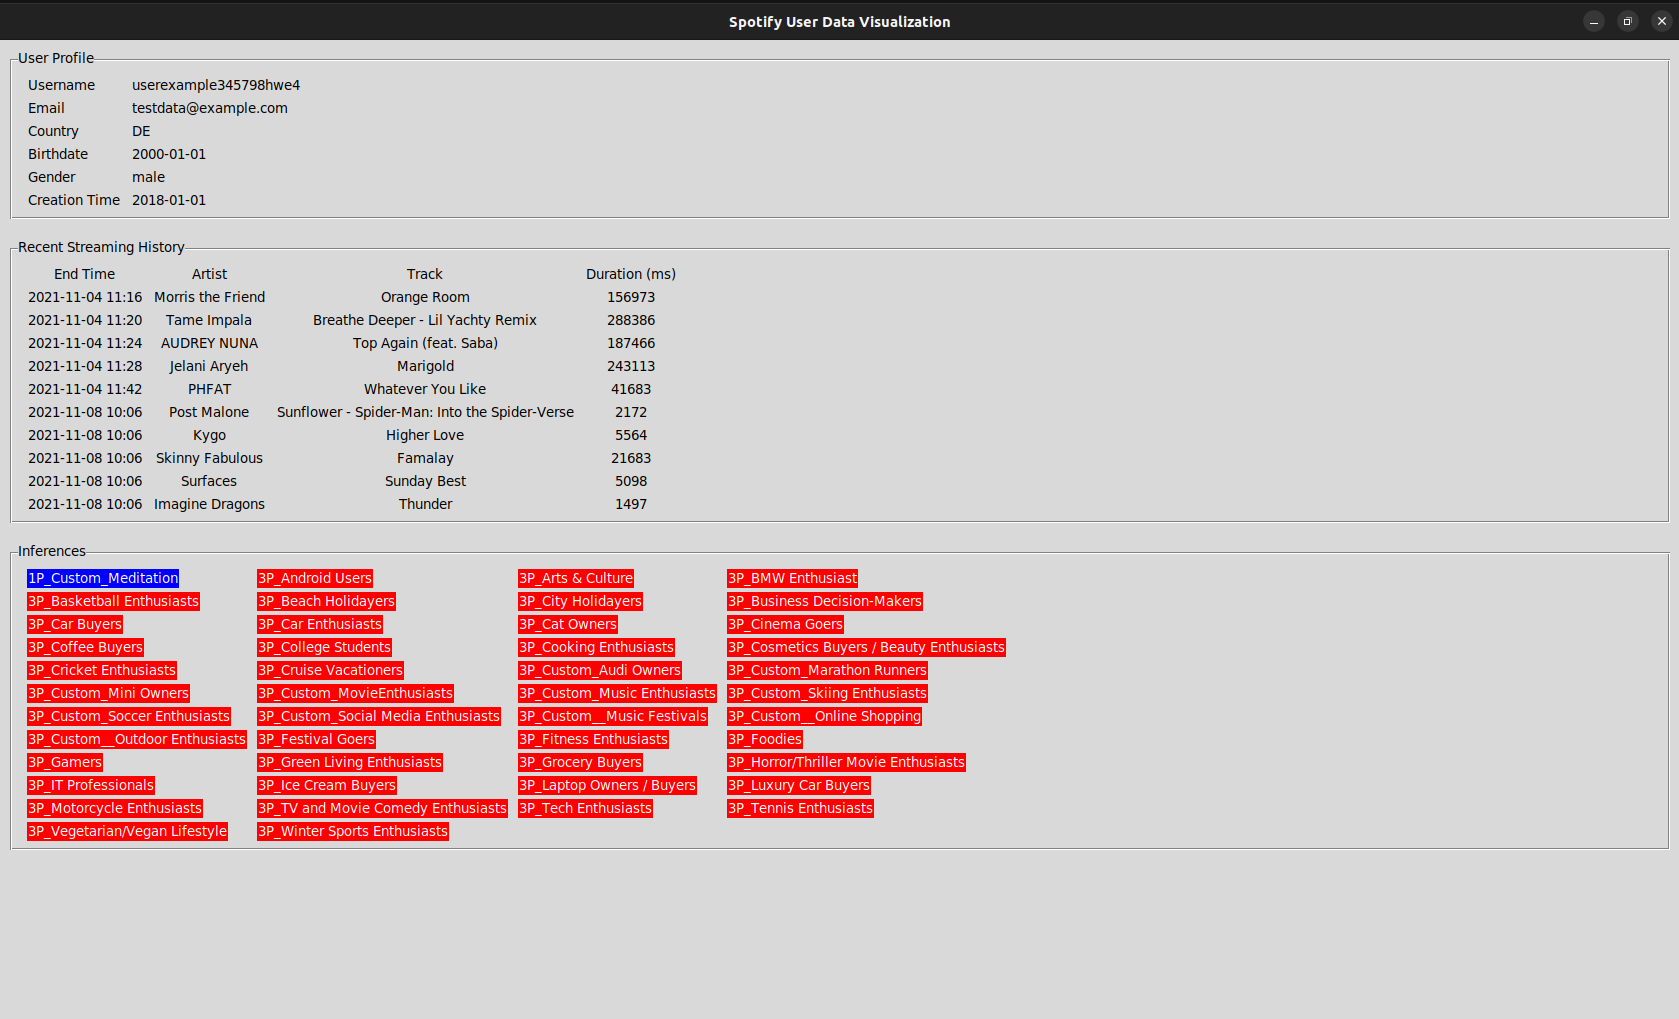 Spotify User Data Visualization
User Profile
Username userexample345798hwe4
Email testdata@example.com
Country DE
Birthdate 2000-01-01
Gender male
Creation Time 2018-01-01
Recent Streaming History
End Time Artist Track Duration (ms)
2021-11-04 11:16 Morris the Friend Orange Room 156973
2021-11-04 11:20 Tame Impala Breathe Deeper - Lil Yachty Remix 288386
2021-11-04 11:24 AUDREY NUNA Top Again (feat. Saba) 187466
2021-11-04 11:28 Jelani Aryeh Marigold 243113
2021-11-04 11:42 PHFAT Whatever You Like 41683
2021-11-08 10:06 Post Malone Sunflower - Spider-Man: Into the Spider-Verse 2172
2021-11-08 10:06 Kygo Higher Love 5564
2021-11-08 10:06 Skinny Fabulous Famalay 21683
2021-11-08 10:06 Surfaces Sunday Best 5098
2021-11-08 10:06 Imagine Dragons Thunder 1497
Inferences
1P_Custom_Meditation 3P_Android Users 3P_Arts & Culture 3P_BMW Enthusiast
3P_Basketball Enthusiasts 3P_Beach Holidayers 3P_City Holidayers 3P_Business Decision-Makers
3P_Car Buyers 3P_Car Enthusiasts 3P_Cat Owners 3P_Cinema Goers
3P_Coffee Buyers 3P_College Students 3P_Cooking Enthusiasts 3P_Cosmetics Buyers / Beauty Enthusiasts
3P_Cricket Enthusiasts 3P_Cruise Vacationers 3P_Custom_Audi Owners 3P_Custom_Marathon Runners
3P_Custom_Mini Owners 3P_Custom_MovieEnthusiasts 3P_Custom_Music Enthusiasts 3P_Custom_Skiing Enthusiasts
3P_Custom_Soccer Enthusiasts 3P_Custom_Social Media Enthusiasts 3P_Custom__Music Festivals 3P_Custom__Online Shopping
3P_Custom__Outdoor Enthusiasts 3P_Festival Goers 3P_Fitness Enthusiasts 3P_Foodies
3P_Gamers 3P_Green Living Enthusiasts 3P_Grocery Buyers 3P_Horror/Thriller Movie Enthusiasts
3P_IT Professionals 3P_Ice Cream Buyers 3P_Laptop Owners / Buyers 3P_Luxury Car Buyers
3P_Motorcycle Enthusiasts 3P_TV and Movie Comedy Enthusiasts 3P_Tech Enthusiasts 3P_Tennis Enthusiasts
3P_Vegetarian/Vegan Lifestyle 3P_Winter Sports Enthusiasts